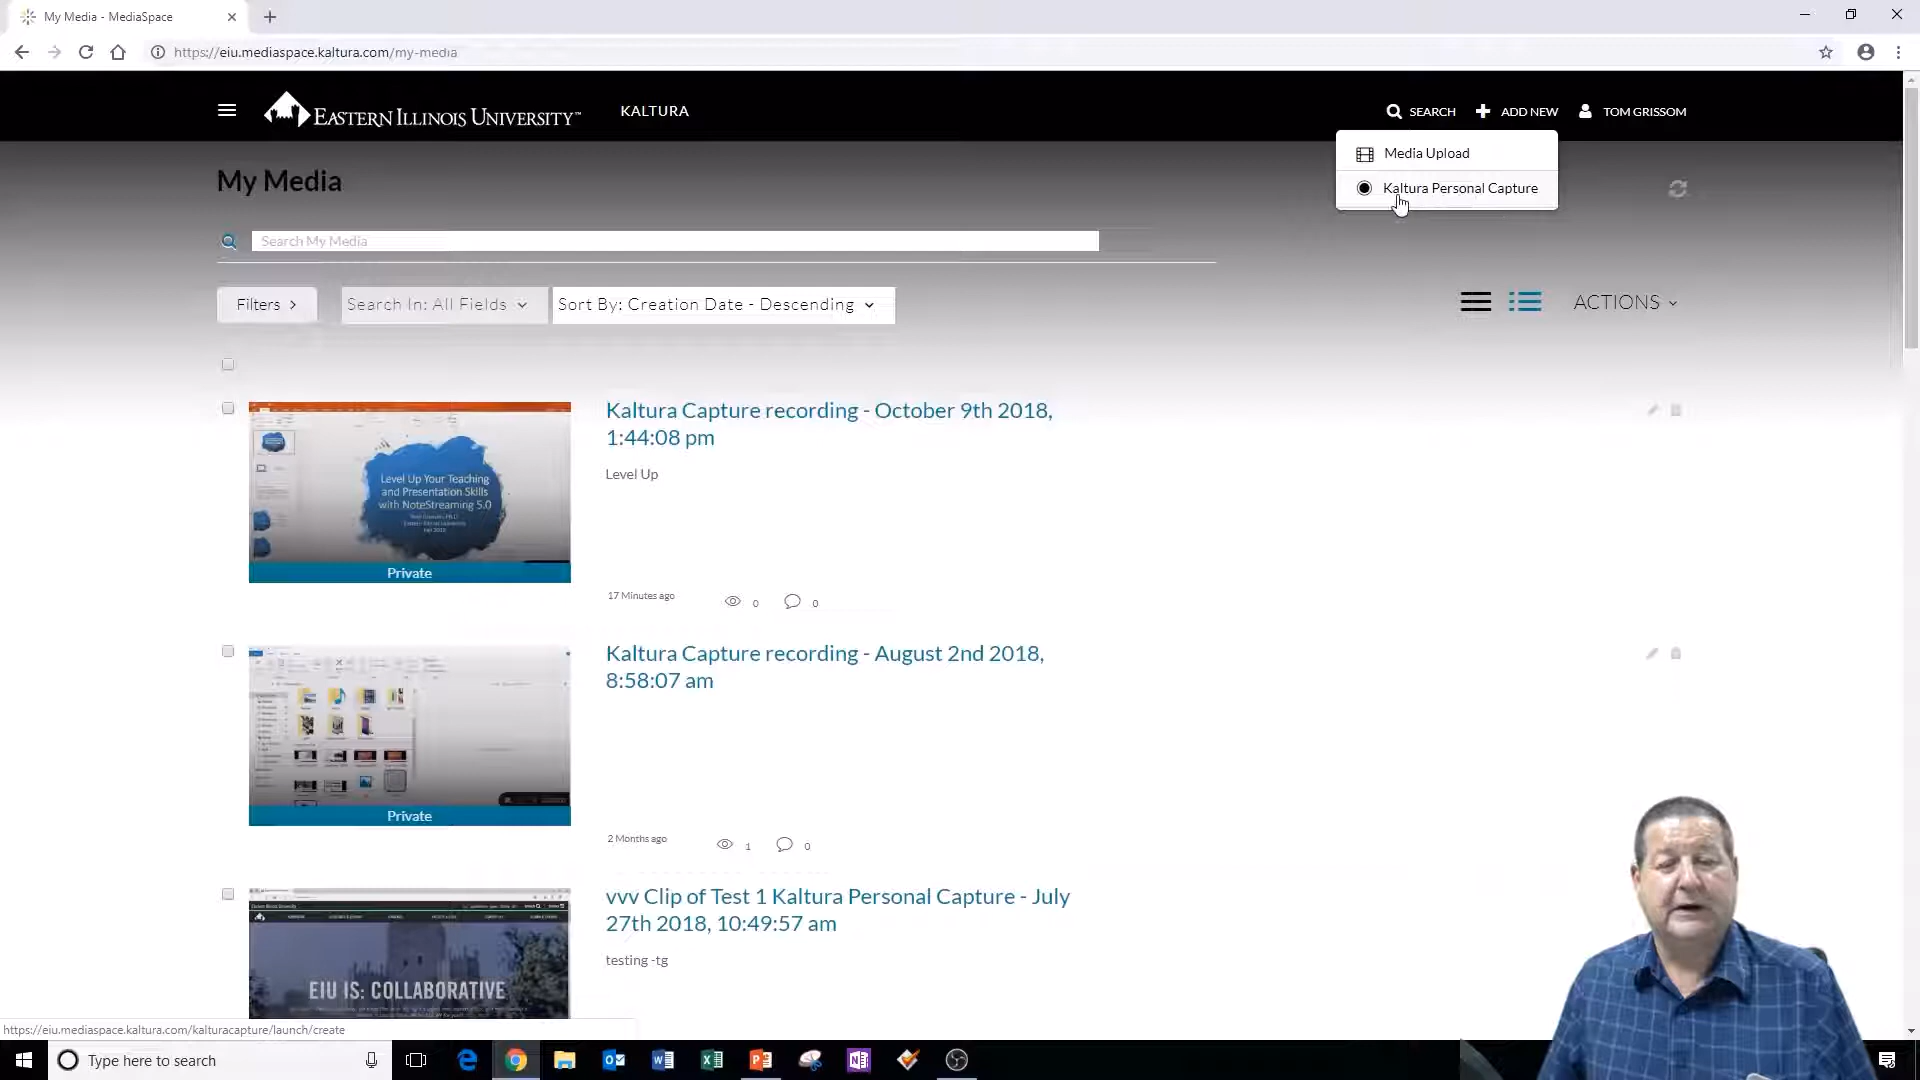 My Media - MediaSpace
https://eiu.mediaspace.kaltura.com/my-media
EASTERN ILLINOIS UNIVERSITY™
KALTURA
SEARCH
ADD NEW
TOM GRISSOM
Media Upload
Kaltura Personal Capture
My Media
Search My Media
Filters
Search In: All Fields
Sort By: Creation Date - Descending
ACTIONS
Kaltura Capture recording - October 9th 2018,
1:44:08 pm
Level Up
Level Up Your Teaching
and Presentation Skills
with NoteStreaming 5.0
Private
17 Minutes ago
0
0
Kaltura Capture recording - August 2nd 2018,
8:58:07 am
Private
2 Months ago
1
0
vvv Clip of Test 1 Kaltura Personal Capture - July
27th 2018, 10:49:57 am
testing -tg
EIU IS: COLLABORATIVE
https://eiu.mediaspace.kaltura.com/kalturacapture/launch/create
Type here to search